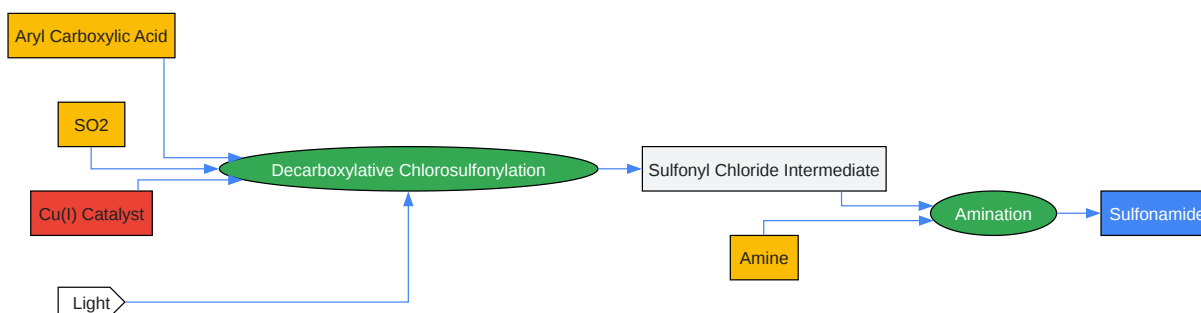 Aryl Carboxylic Acid
SO2
Decarboxylative Chlorosulfonylation
Sulfonyl Chloride Intermediate
Cu(I) Catalyst
Amination
Sulfonamide
Amine
Light